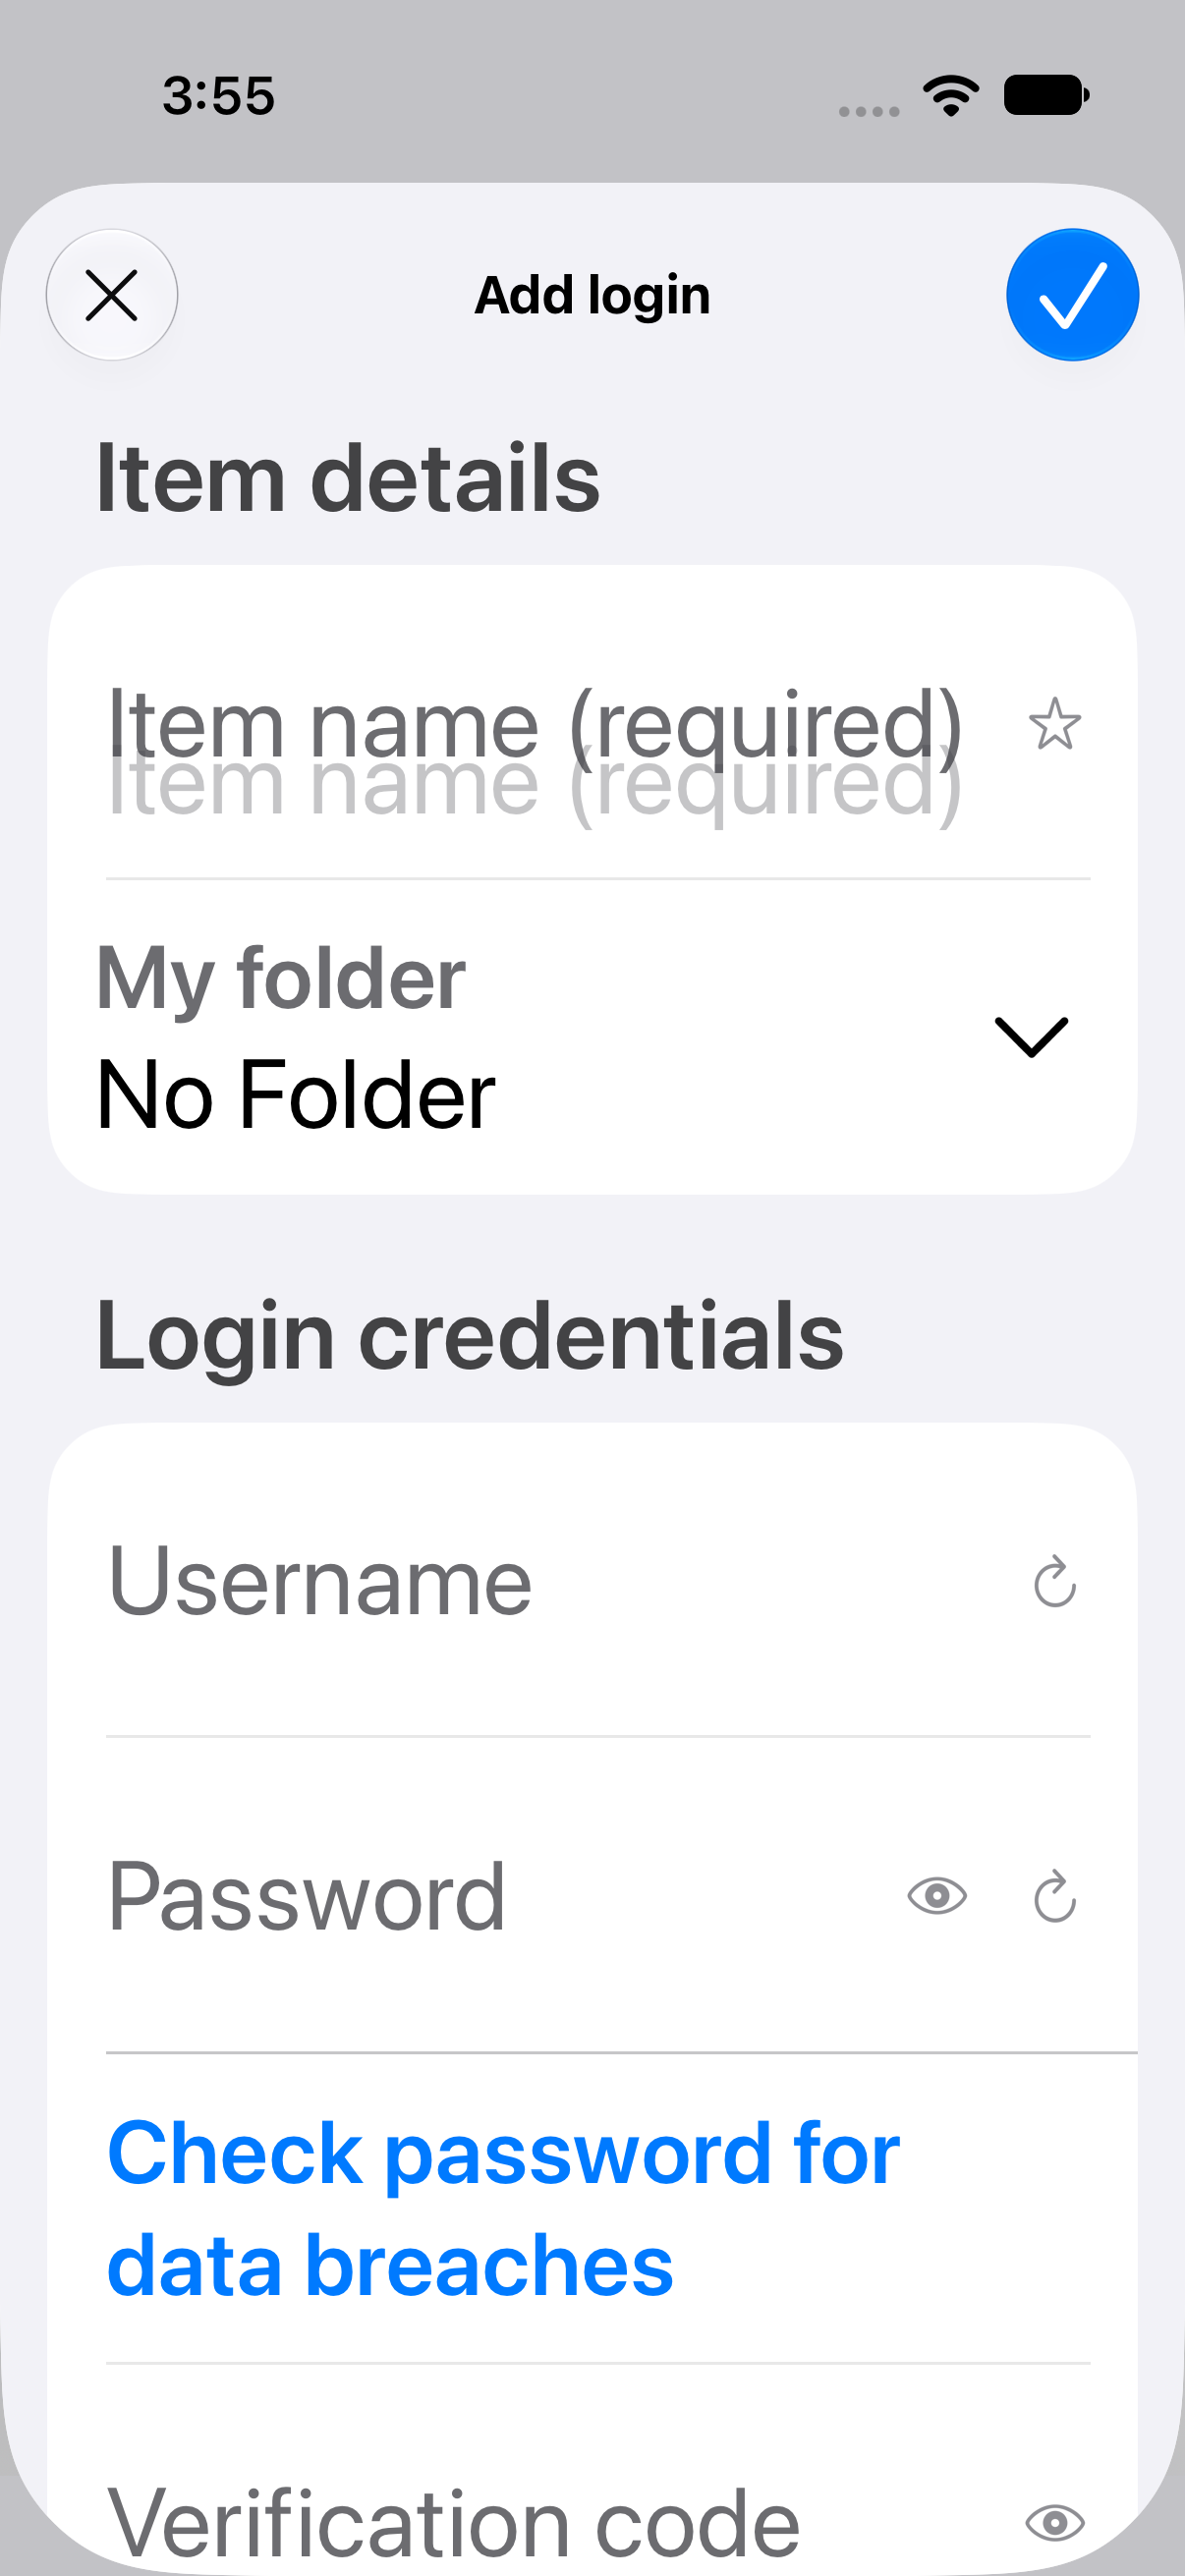 3:55
Add login
Item details
Item name (required)
Item name (required)
My folder
No Folder
Login credentials
Username
Password
Check password for
data breaches
Verification code